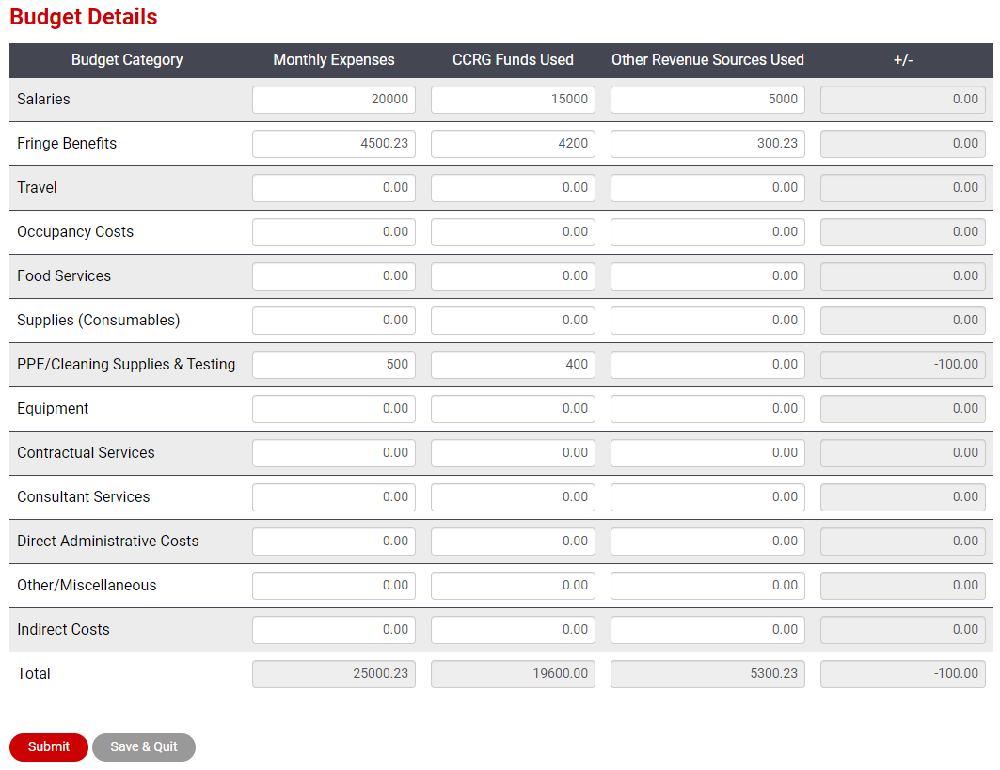 Budget Details
Budget Category Monthly Expenses CCRG Funds Used Other Revenue Sources Used +/-
Salaries 20000 15000 5000 0.00
Fringe Benefits 4500.23 4200 300.23 0.00
Travel 0.00 0.00 0.00 0.00
Occupancy Costs 0.00 0.00 0.00 0.00
Food Services 0.00 0.00 0.00 0.00
Supplies (Consumables) 0.00 0.00 0.00 0.00
PPE/Cleaning Supplies & Testing 500 400 0.00 -100.00
Equipment 0.00 0.00 0.00 0.00
Contractual Services 0.00 0.00 0.00 0.00
Consultant Services 0.00 0.00 0.00 0.00
Direct Administrative Costs 0.00 0.00 0.00 0.00
Other/Miscellaneous 0.00 0.00 0.00 0.00
Indirect Costs 0.00 0.00 0.00 0.00
Total 25000.23 19600.00 5300.23 -100.00
Submit Save & Quit